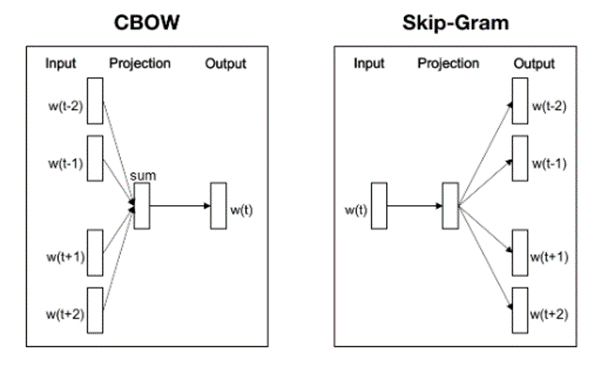 CBOW
Input Projection Output
w(t-2)
w(t-1)
sum
w(t)
w(t+1)
w(t+2)
Skip-Gram
Input Projection Output
w(t-2)
w(t-1)
w(t)
w(t+1)
w(t+2)